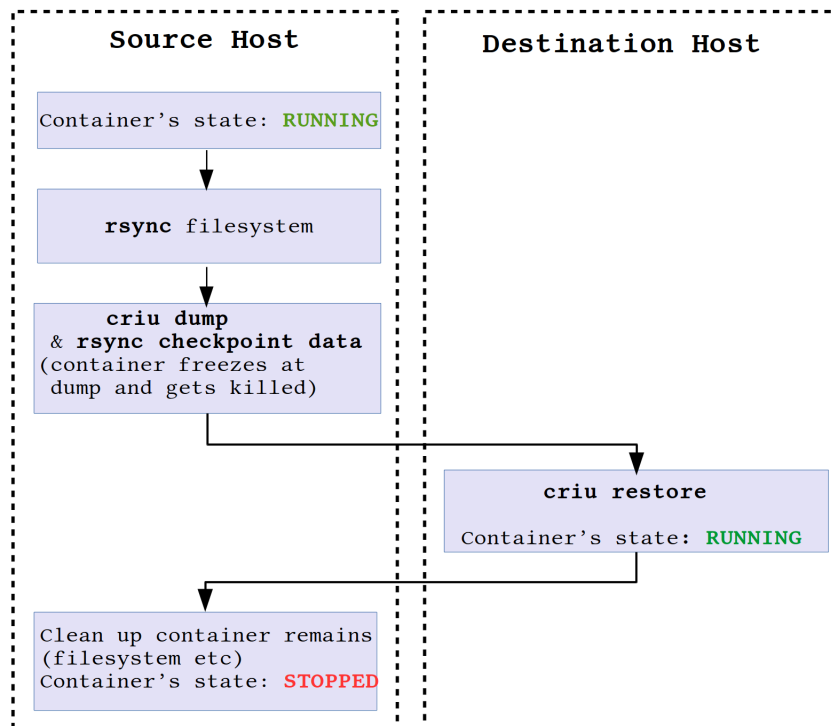 Source Host
Destination Host
Container's state: RUNNING
rsync filesystem
criu dump
& rsync checkpoint data
(container freezes at
dump and gets killed)
criu restore
Container's state: RUNNING
Clean up container remains
(filesystem etc)
Container's state: STOPPED